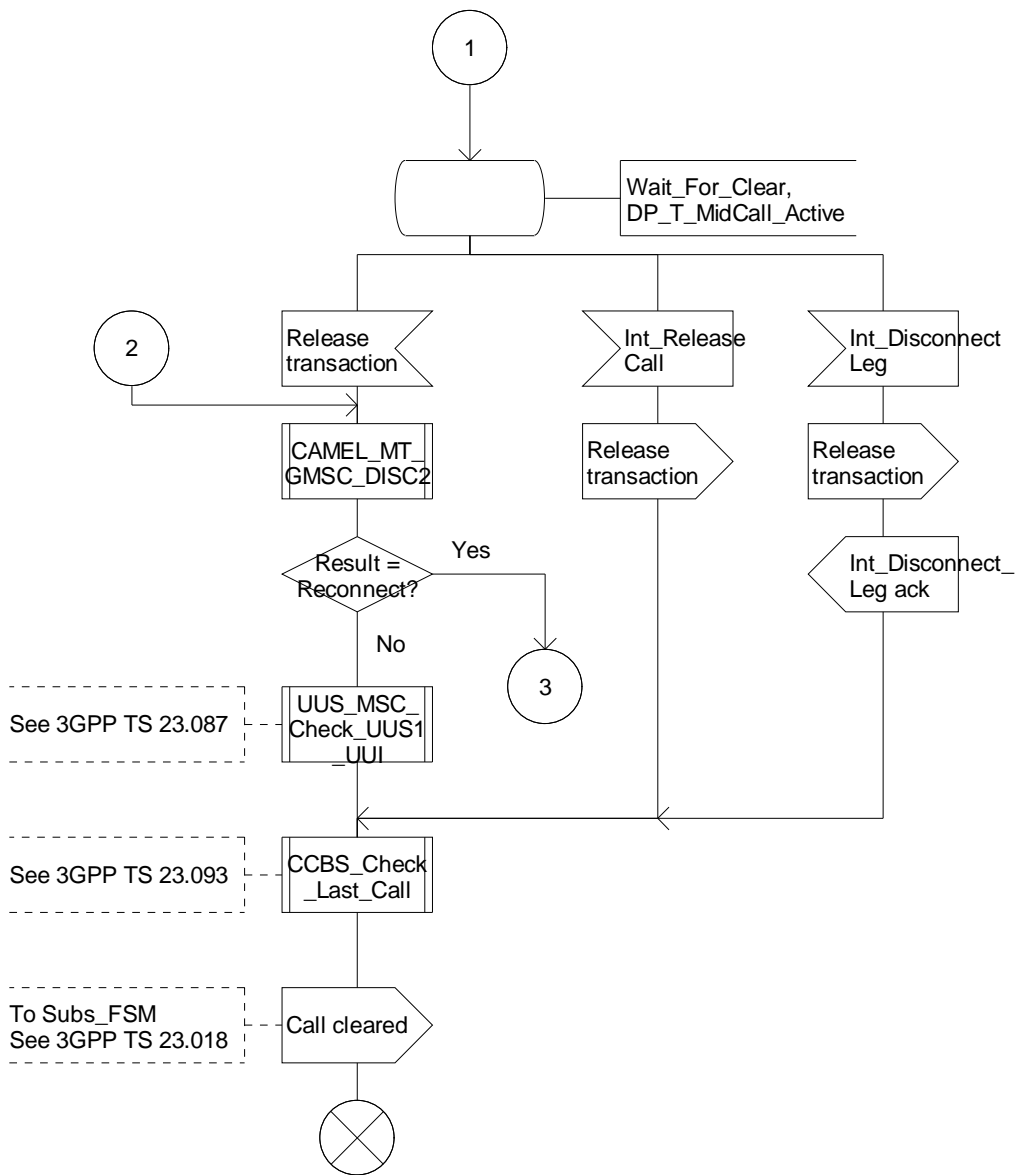 1
Wait_For_Clear,
DP_T_MidCall_Active
2
Release
transaction
Int_Release
Call
Int_Disconnect
Leg
CAMEL_MT_
GMSC_DISC2
Release
transaction
Release
transaction
Result =
Reconnect?
Yes
Int_Disconnect_
Leg ack
No
3
See 3GPP TS 23.087
UUS_MSC_
Check_UUS1
_UUI
See 3GPP TS 23.093
CCBS_Check
_Last_Call
To Subs_FSM
See 3GPP TS 23.018
Call cleared